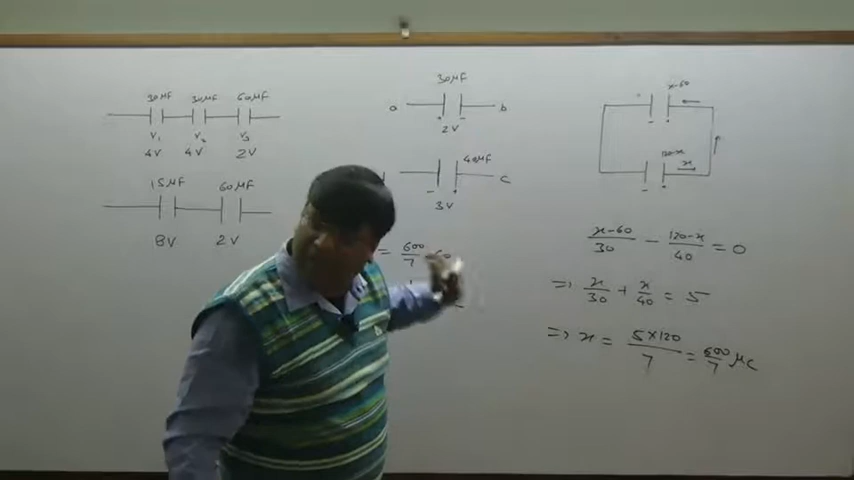 30μF 30μF 60μF
V₁ V₂ V₃
4V 4V 2V
15μF 60μF
8V 2V
30μF
a b
+ -
2V
40μF
c
- +
3V
= 600/7
x-60
- +
120-x
x
- +
x-60/30 - 120-x/40 = 0
=> x/30 + x/40 = 5
=> x = 5×120/7 = 600/7 μC